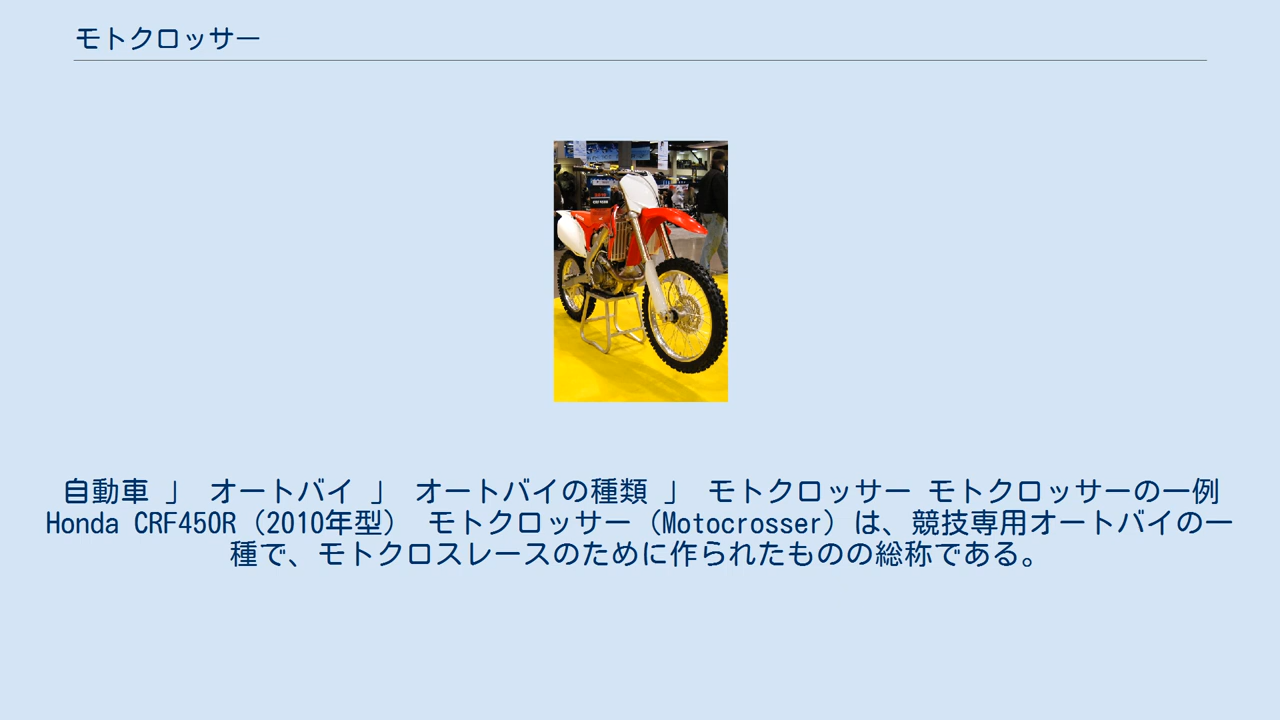 モトクロッサー
自動車 」 オートバイ 」 オートバイの種類 」 モトクロッサー モトクロッサーの一例
Honda CRF450R（2010年型） モトクロッサー（Motocrosser）は、競技専用オートバイの一
種で、モトクロスレースのために作られたものの総称である。